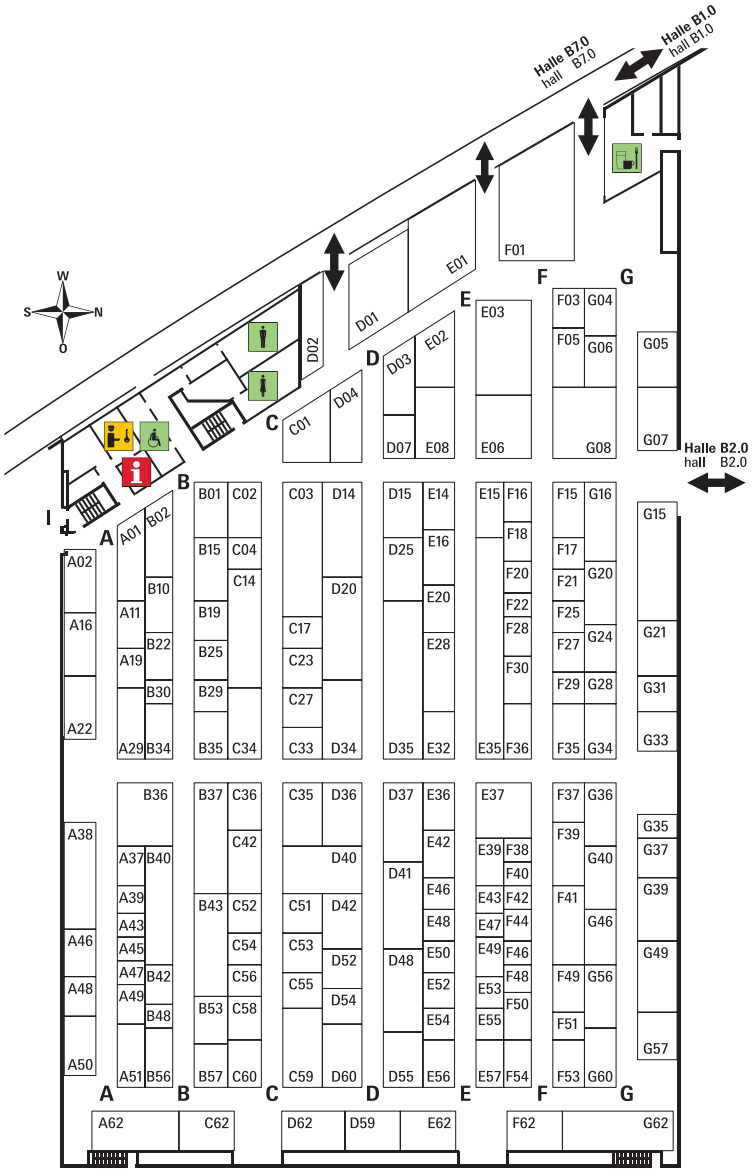 Halle B1.0
hall B1.0
Halle B7.0
hall B7.0
F01
E01
D01
D02
W
S
N
O
F
G
E
D
C
B
A
I
i
F03
G04
E03
F05
G06
G05
E02
D03
D04
C01
D07
E08
E06
G08
G07
Halle B2.0
hall B2.0
A01
B02
B01
C02
C03
D14
D15
E14
E15
F16
F15
G16
G15
A02
B15
C04
D25
E16
F18
F17
C14
D20
F20
F21
G20
B10
E20
F22
A11
B19
F25
A16
C17
F28
G21
B22
B25
E28
F27
G24
A19
C23
F30
B30
B29
C27
F29
G28
G31
A22
A29
B34
B35
C34
C33
D34
D35
E32
E35
F36
F35
G34
G33
B36
B37
C36
C35
D36
D37
E36
E37
F37
G36
G35
A38
C42
E42
F39
A37
B40
D40
E39
F38
G40
G37
D41
F40
A39
B43
C52
C51
D42
E46
E43
F42
F41
G39
A43
E48
E47
F44
G46
A46
A45
C54
C53
E50
E49
F46
G49
A47
B42
C56
D52
D48
F48
F49
G56
A48
A49
C55
E52
E53
B53
C58
D54
F50
B48
E54
E55
F51
G57
A50
A51
B56
B57
C60
C59
D60
D55
E56
E57
F54
F53
G60
A
B
C
D
E
F
G
A62
C62
D62
D59
E62
F62
G62